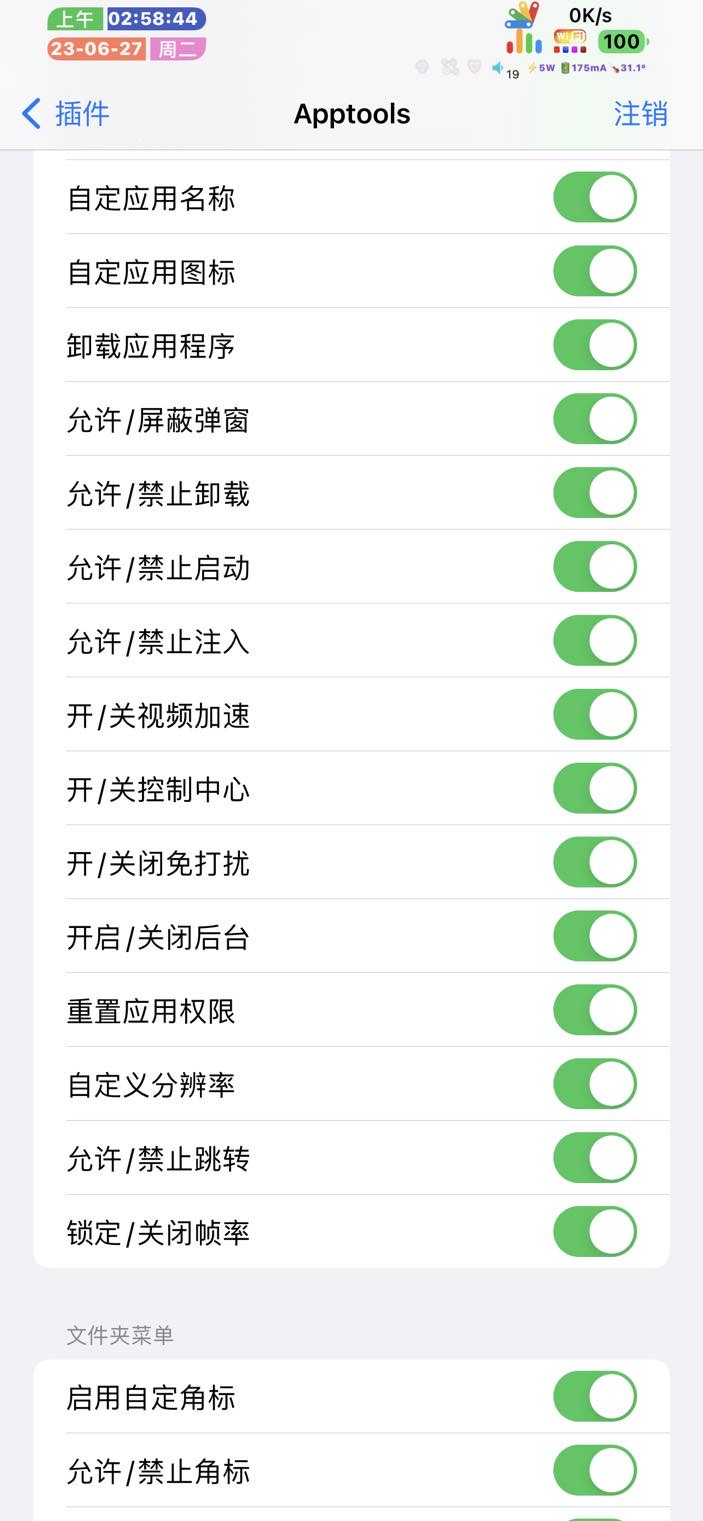 上午 02:58:44
0K/s
23-06-27 周二
WiFi
100
19
5W 175mA 31.1°
插件
Apptools
注销
自定应用名称
自定应用图标
卸载应用程序
允许/屏蔽弹窗
允许/禁止卸载
允许/禁止启动
允许/禁止注入
开/关视频加速
开/关控制中心
开/关闭免打扰
开启/关闭后台
重置应用权限
自定义分辨率
允许/禁止跳转
锁定/关闭帧率
文件夹菜单
启用自定角标
允许/禁止角标